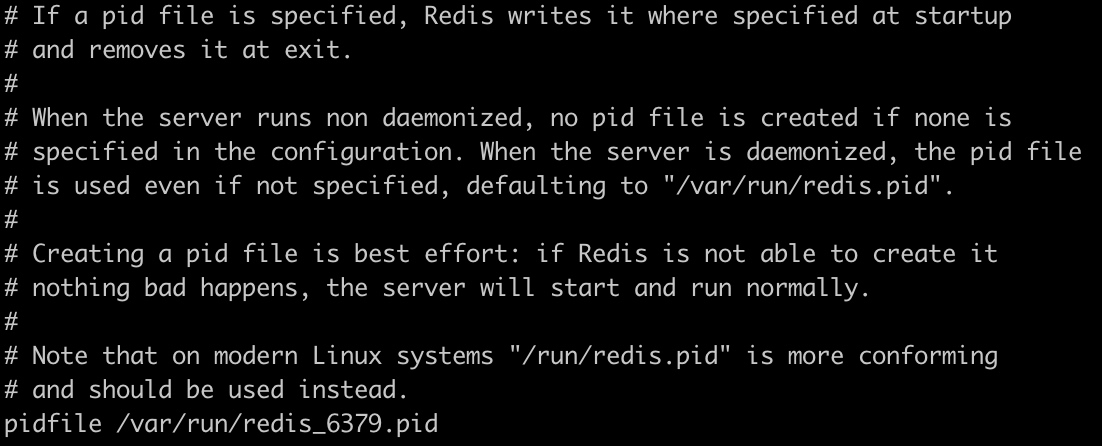 # If a pid file is specified, Redis writes it where specified at startup
# and removes it at exit.
#
# When the server runs non daemonized, no pid file is created if none is
# specified in the configuration. When the server is daemonized, the pid file
# is used even if not specified, defaulting to "/var/run/redis.pid".
#
# Creating a pid file is best effort: if Redis is not able to create it
# nothing bad happens, the server will start and run normally.
#
# Note that on modern Linux systems "/run/redis.pid" is more conforming
# and should be used instead.
pidfile /var/run/redis_6379.pid